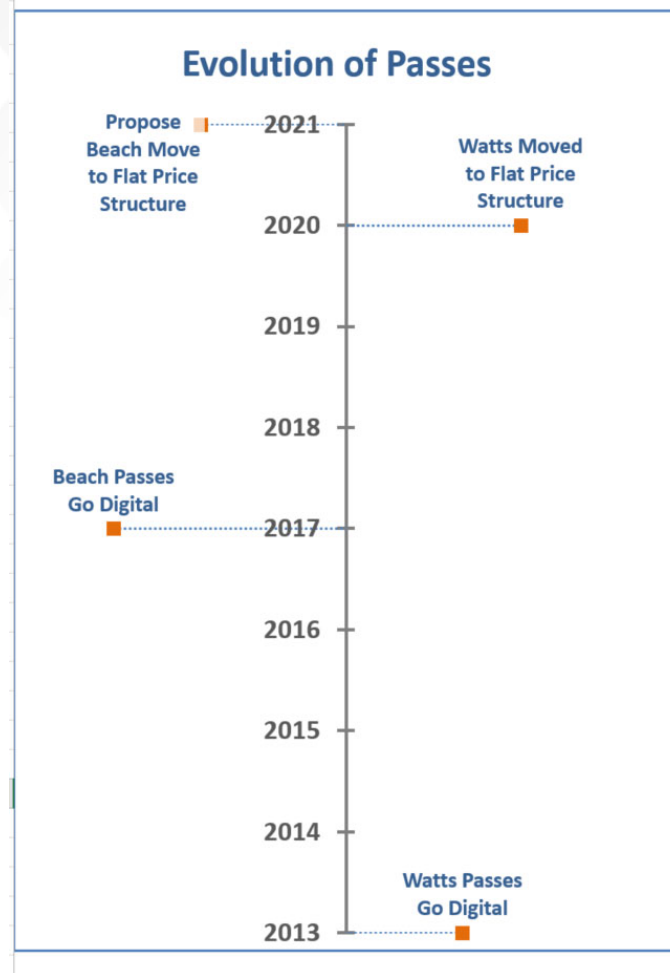 Evolution of Passes
Propose
Beach Move
to Flat Price
Structure
2021
Watts Moved
to Flat Price
Structure
2020
2019
2018
Beach Passes
Go Digital
2017
2016
2015
2014
Watts Passes
Go Digital
2013